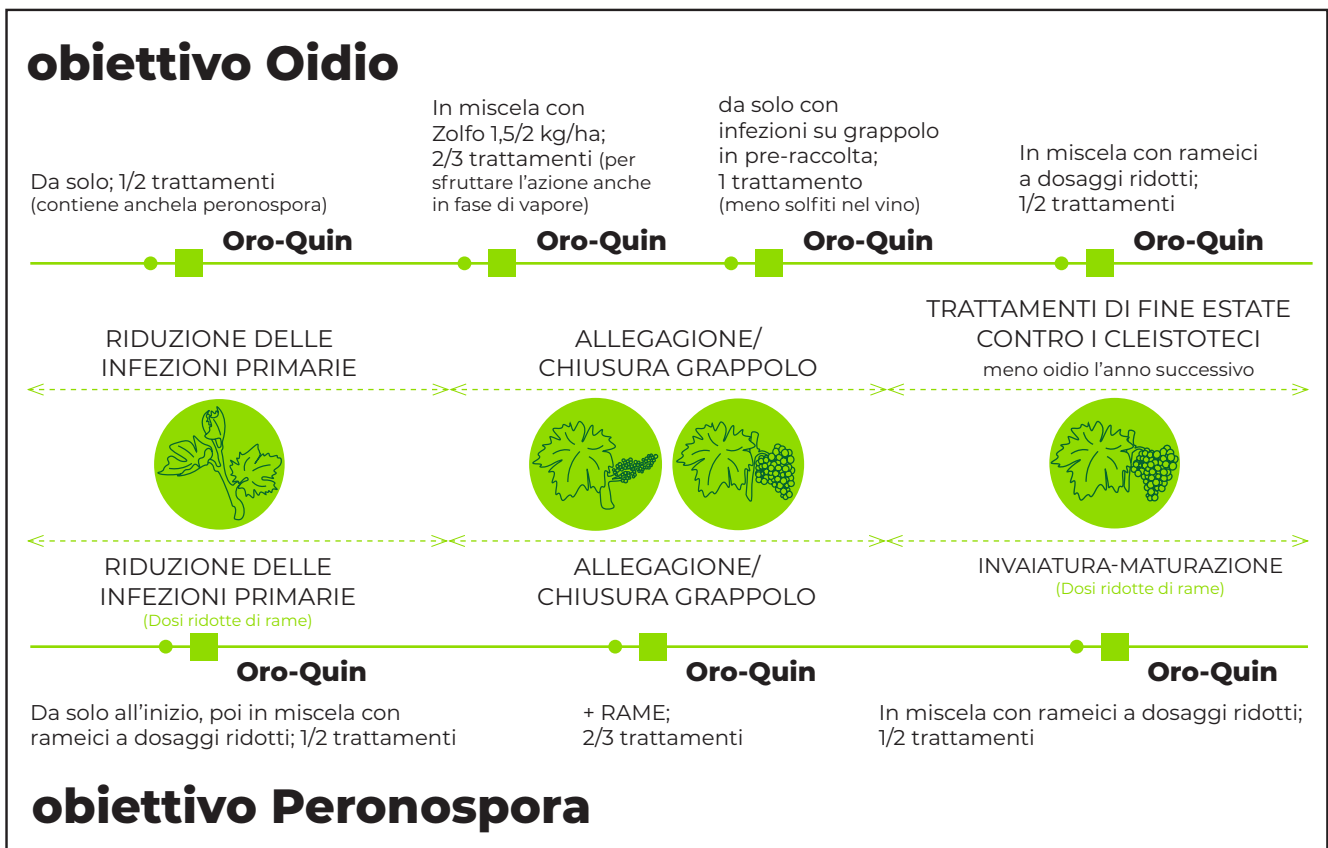 obiettivo Oidio
Da solo; 1/2 trattamenti
(contiene anchela peronospora)
In miscela con
Zolfo 1,5/2 kg/ha;
2/3 trattamenti (per
sfruttare l'azione anche
in fase di vapore)
da solo con
infezioni su grappolo
in pre-raccolta;
1 trattamento
(meno solfiti nel vino)
In miscela con rameici
a dosaggi ridotti;
1/2 trattamenti
Oro-Quin
Oro-Quin
Oro-Quin
Oro-Quin
RIDUZIONE DELLE
INFEZIONI PRIMARIE
ALLEGAGIONE/
CHIUSURA GRAPPOLO
TRATTAMENTI DI FINE ESTATE
CONTRO I CLEISTOTECI
meno oidio l'anno successivo
RIDUZIONE DELLE
INFEZIONI PRIMARIE
(Dosi ridotte di rame)
ALLEGAGIONE/
CHIUSURA GRAPPOLO
INVAIATURA-MATURAZIONE
(Dosi ridotte di rame)
Oro-Quin
Oro-Quin
Oro-Quin
Da solo all'inizio, poi in miscela con
rameici a dosaggi ridotti; 1/2 trattamenti
+ RAME;
2/3 trattamenti
In miscela con rameici a dosaggi ridotti;
1/2 trattamenti
obiettivo Peronospora